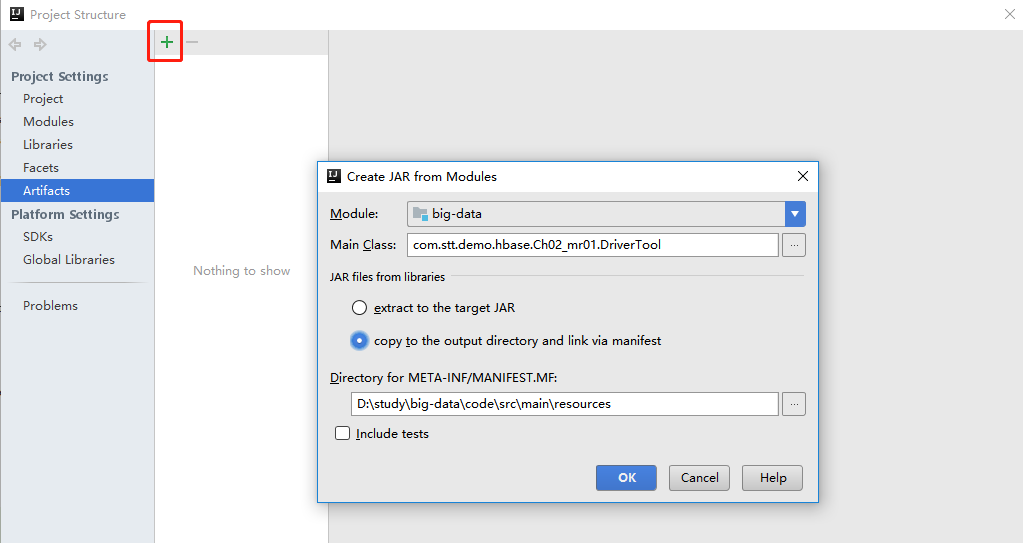 Project Structure
Project Settings
Project
Modules
Libraries
Facets
Artifacts
Platform Settings
SDKs
Global Libraries
Problems
Nothing to show
Create JAR from Modules
Module: big-data
Main Class: com.stt.demo.hbase.Ch02_mr01.DriverTool ...
JAR files from libraries
extract to the target JAR
copy to the output directory and link via manifest
Directory for META-INF/MANIFEST.MF:
D:\study\big-data\code\src\main\resources ...
Include tests
OK Cancel Help